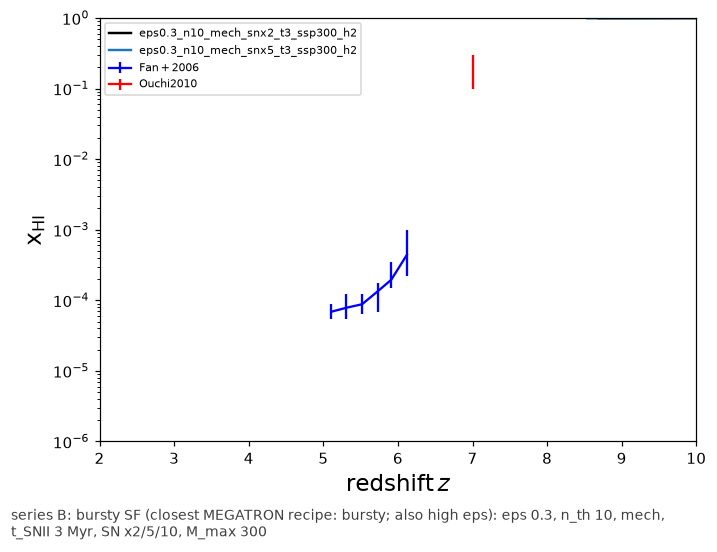 eps0.3_n10_mech_snx2_t3_ssp300_h2
eps0.3_n10_mech_snx5_t3_ssp300_h2
Fan+2006
Ouchi2010
10⁰
10⁻¹
10⁻²
10⁻³
10⁻⁴
10⁻⁵
10⁻⁶
x_HI
2 3 4 5 6 7 8 9 10
redshift z
series B: bursty SF (closest MEGATRON recipe: bursty; also high eps): eps 0.3, n_th 10, mech,
t_SNII 3 Myr, SN x2/5/10, M_max 300